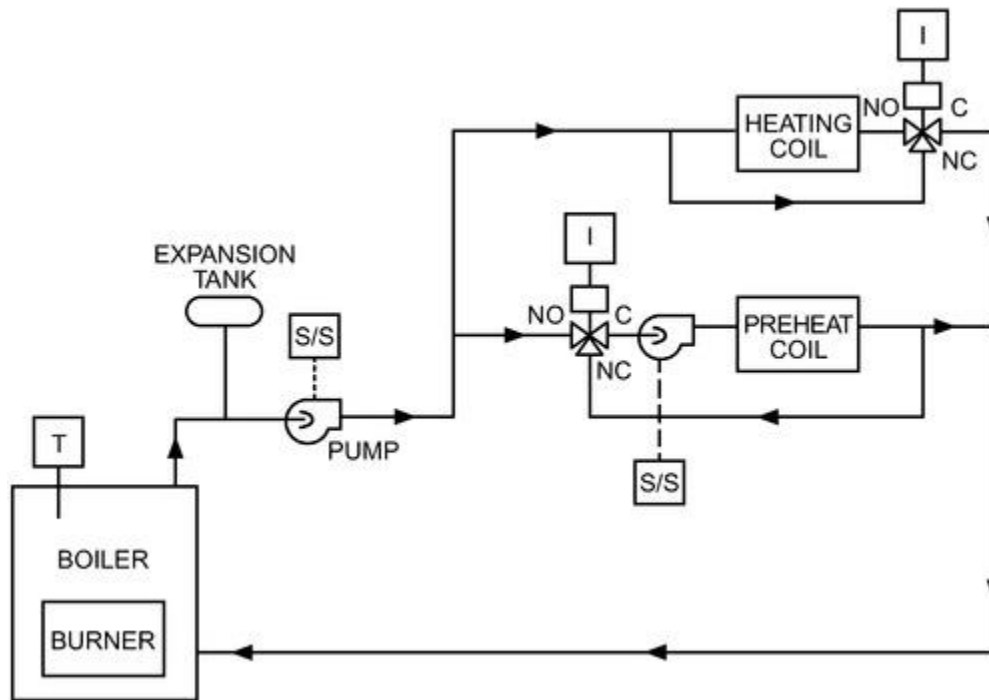 I
NO
C
HEATING
COIL
NC
I
EXPANSION
TANK
S/S
NO
C
PREHEAT
COIL
NC
T
PUMP
S/S
BOILER
BURNER